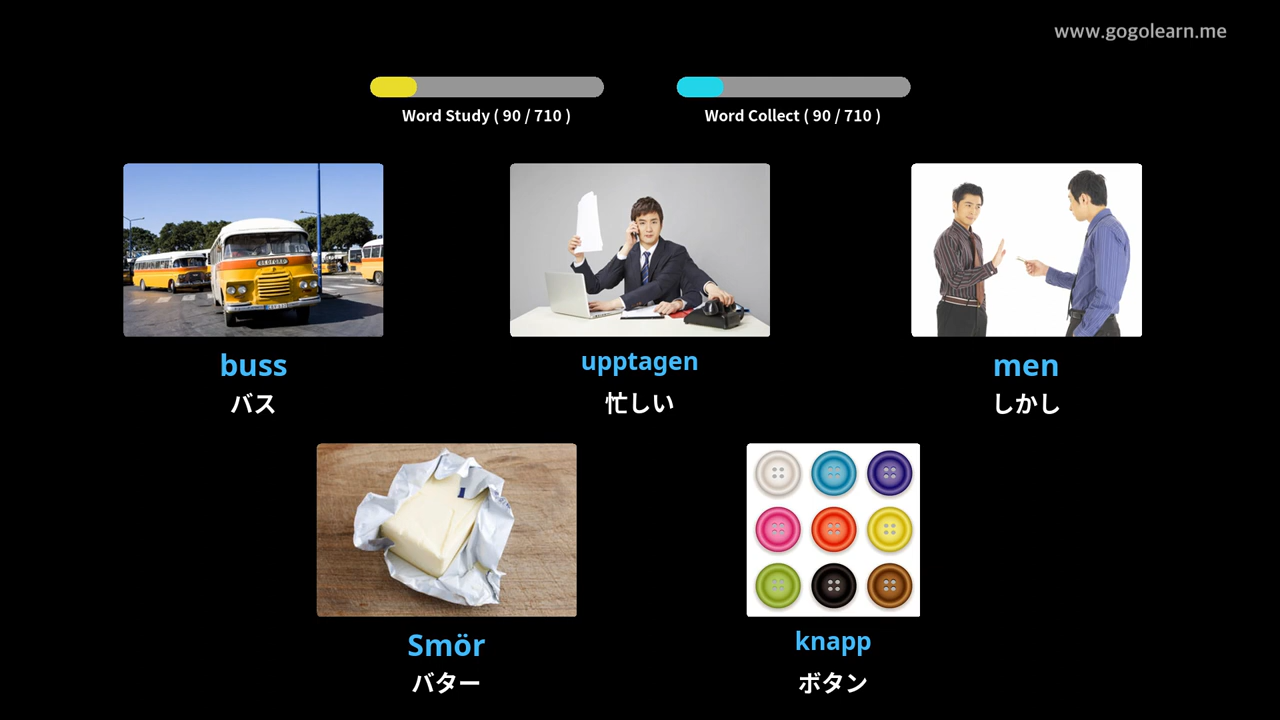 www.gogolearn.me
Word Study ( 90 / 710 )
Word Collect ( 90 / 710 )
BEDFORD
buss
バス
upptagen
忙しい
men
しかし
Smör
バター
knapp
ボタン